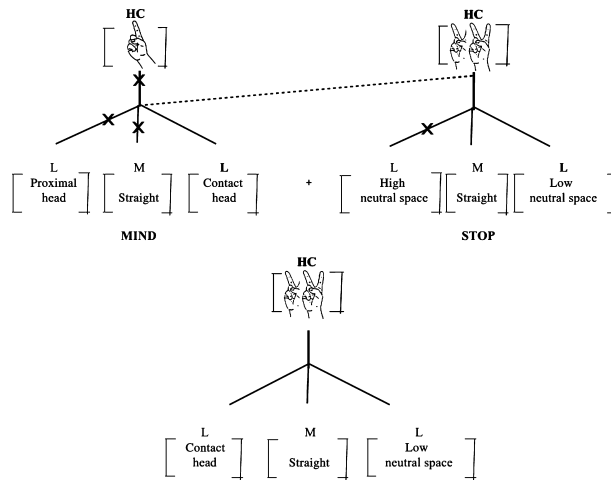 HC HC
L M L L M L
Proximal Straight Contact + High Straight Low
head head neutral space neutral space
MIND STOP
HC
L M L
Contact Straight Low
head neutral space